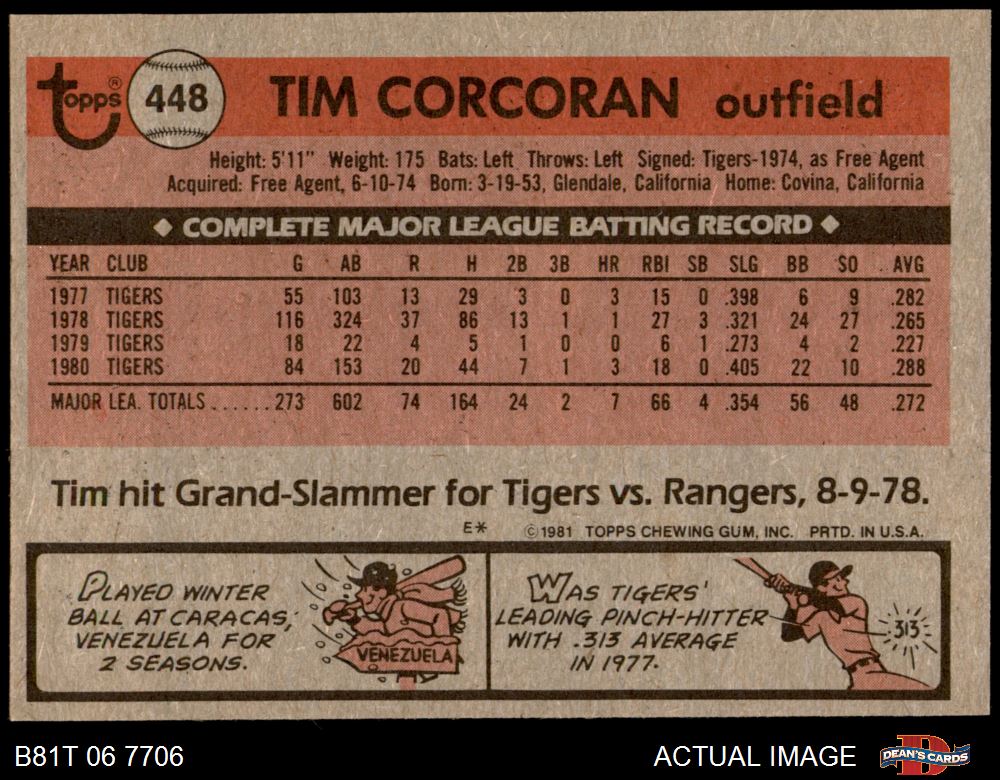 topps® 448 TIM CORCORAN outfield
Height: 5'11" Weight: 175 Bats: Left Throws: Left Signed: Tigers-1974, as Free Agent
Acquired: Free Agent, 6-10-74 Born: 3-19-53, Glendale, California Home: Covina, California
◆ COMPLETE MAJOR LEAGUE BATTING RECORD ◆
YEAR CLUB G AB R H 2B 3B HR RBI SB SLG BB SO AVG
1977 TIGERS 55 103 13 29 3 0 3 15 0 .398 6 9 .282
1978 TIGERS 116 324 37 86 13 1 1 27 3 .321 24 27 .265
1979 TIGERS 18 22 4 5 1 0 0 6 1 .273 4 2 .227
1980 TIGERS 84 153 20 44 7 1 3 18 0 .405 22 10 .288
MAJOR LEA. TOTALS......273 602 74 164 24 2 7 66 4 .354 56 48 .272
Tim hit Grand-Slammer for Tigers vs. Rangers, 8-9-78.
E* ©1981 TOPPS CHEWING GUM, INC. PRTD. IN U.S.A.
PLAYED WINTER
BALL AT CARACAS,
VENEZUELA FOR
2 SEASONS.
VENEZUELA
WAS TIGERS'
LEADING PINCH-HITTER
WITH .313 AVERAGE
IN 1977.
313
B81T 06 7706 ACTUAL IMAGE DEAN'S CARDS